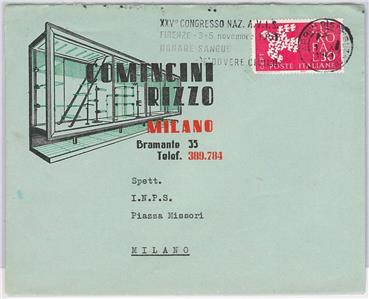 XXV° CONGRESSO NAZ. A.V.I.S.
FIRENZE - 3-5 novembre
DONARE SANGUE
DOVERE
POSTE ITALIANE
L.30
COMINCINI
RIZZO
MILANO
Bramante 35
Telef. 389.784
Spett.
I.N.P.S.
Piazza Missori
MILANO